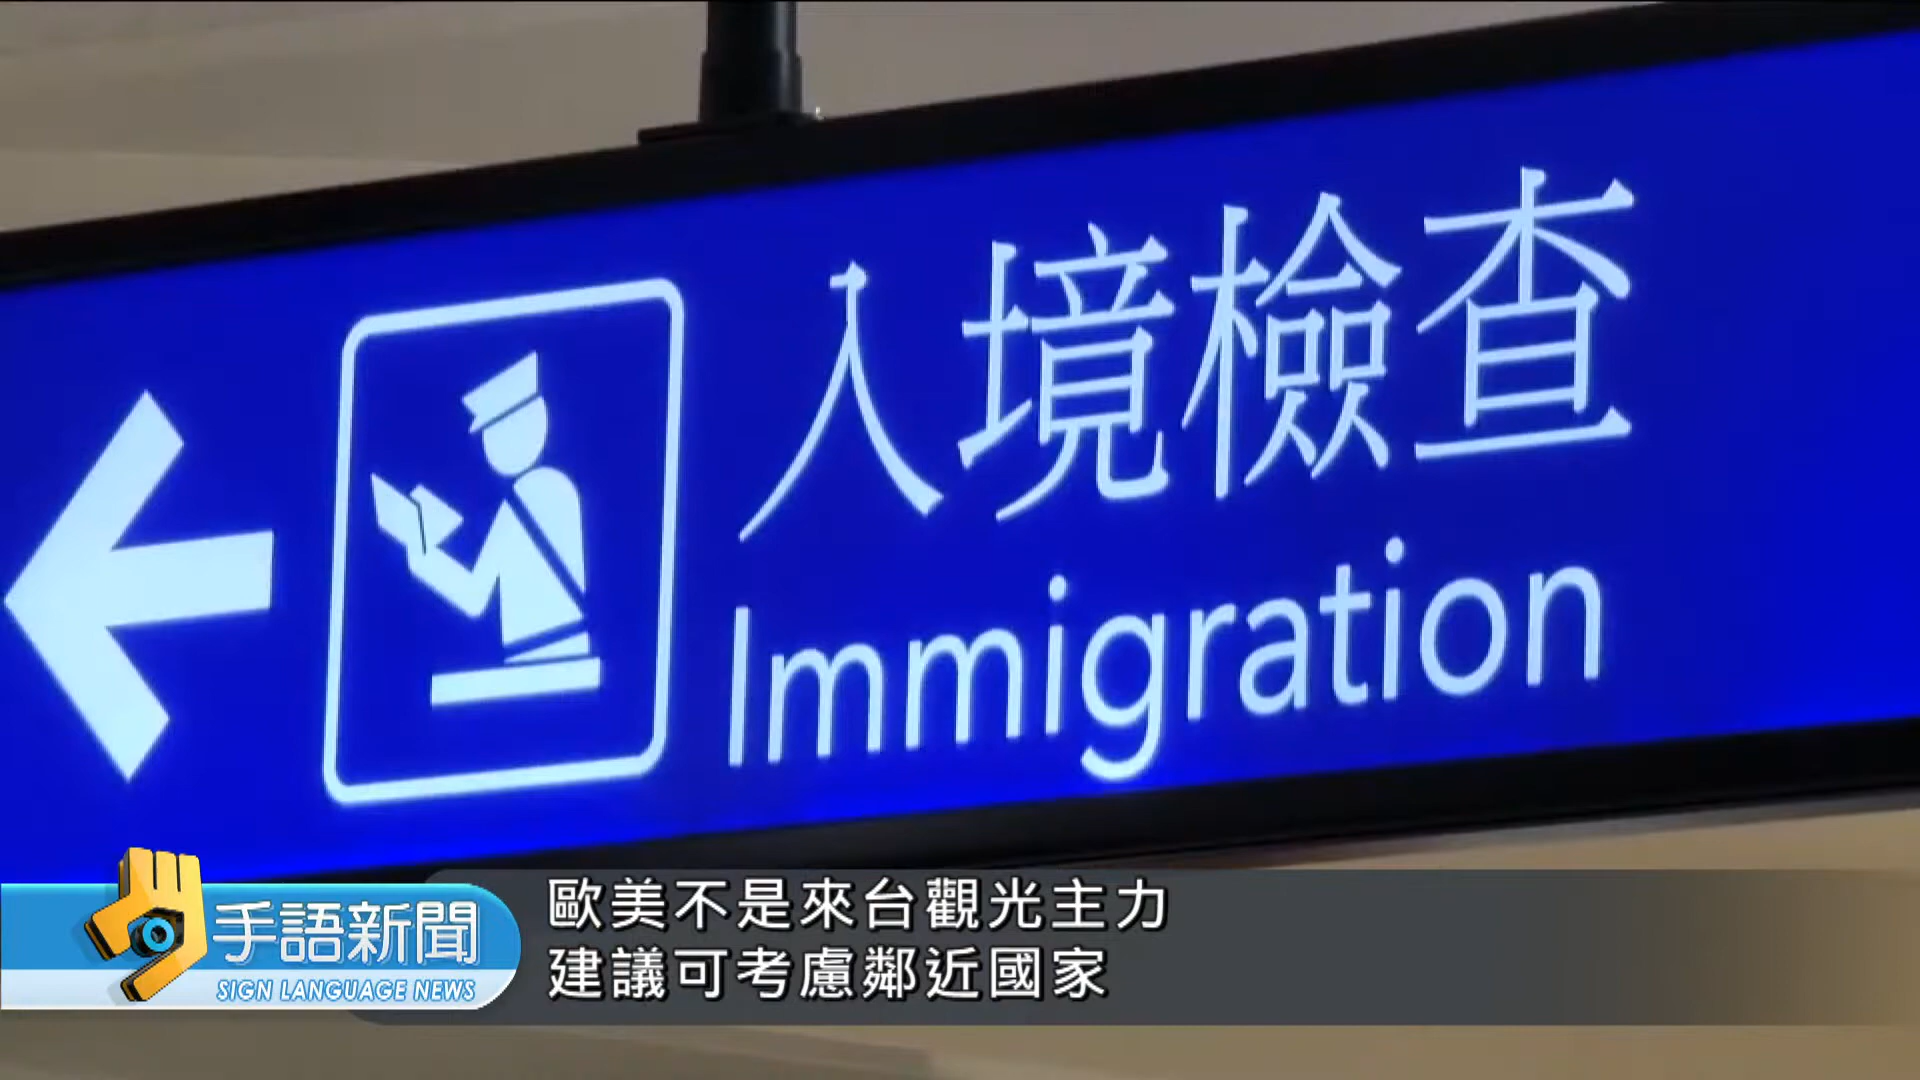 入境檢查
Immigration
手語新聞
SIGN LANGUAGE NEWS
歐美不是來台觀光主力
建議可考慮鄰近國家